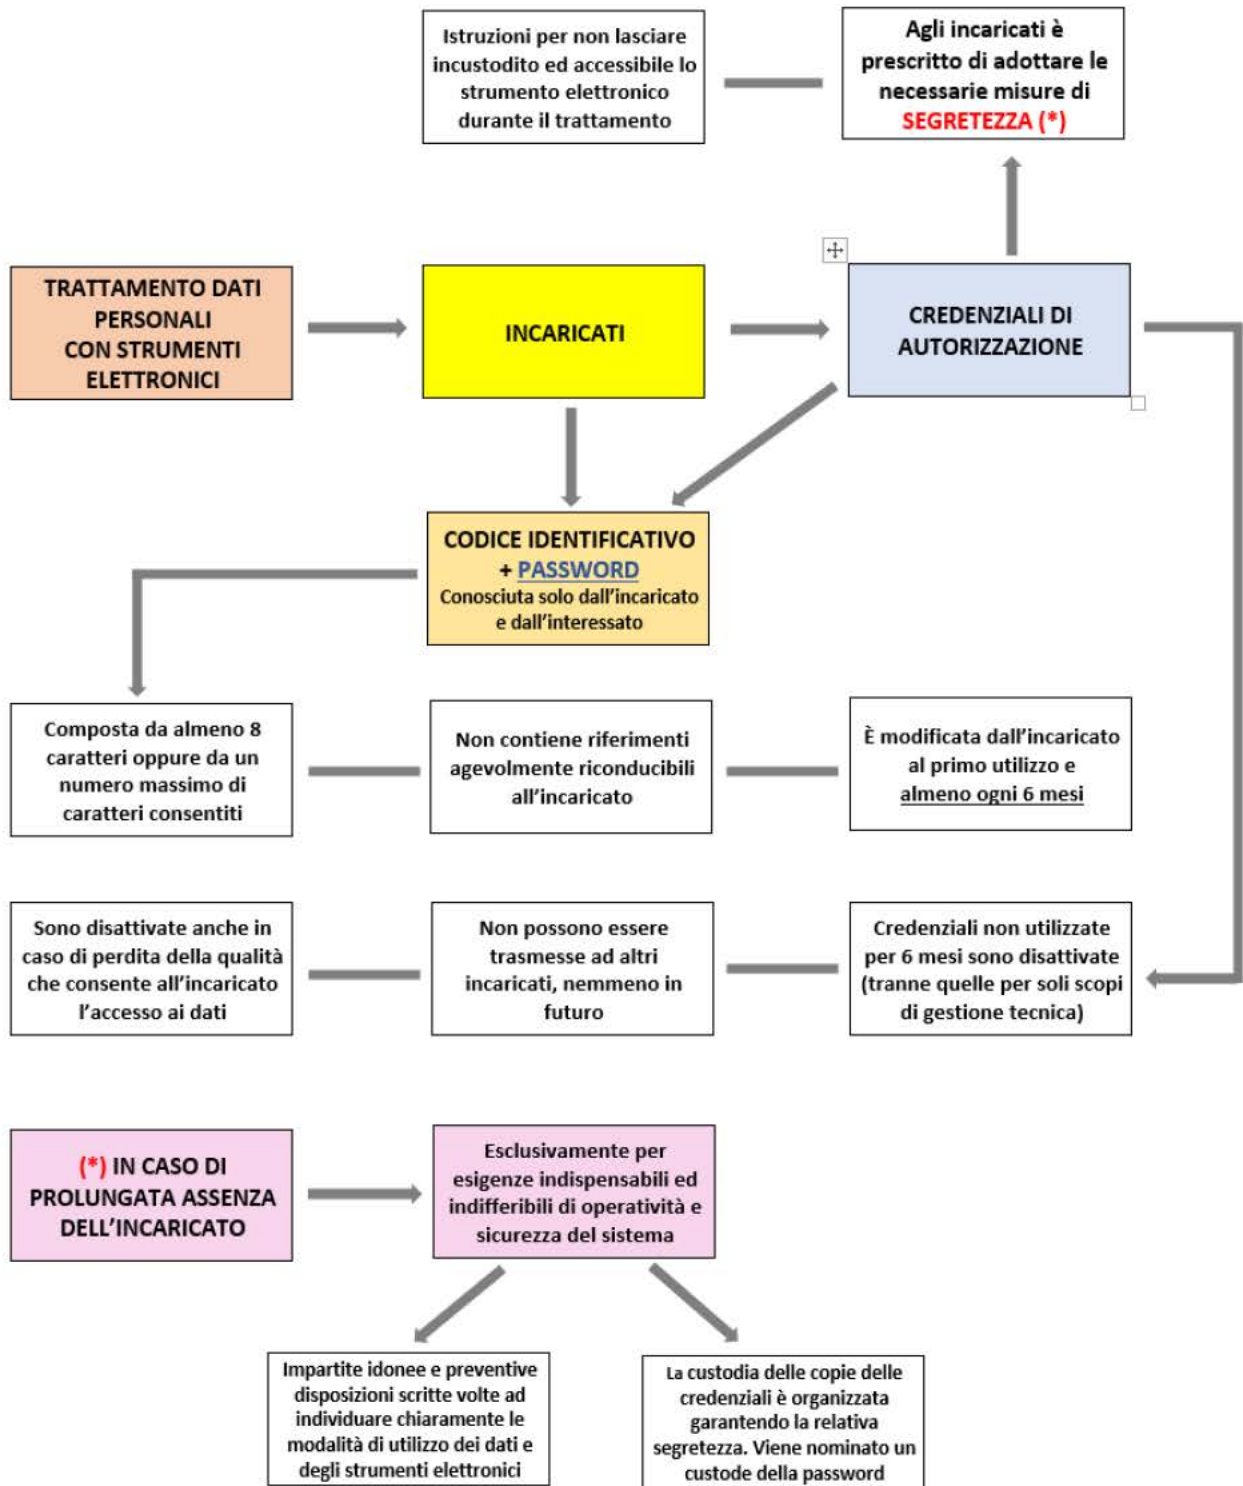 Istruzioni per non lasciare
incustodito ed accessibile lo
strumento elettronico
durante il trattamento
Agli incaricati è
prescritto di adottare le
necessarie misure di
SEGRETEZZA (*)
TRATTAMENTO DATI
PERSONALI
CON STRUMENTI
ELETTRONICI
INCARICATI
CREDENZIALI DI
AUTORIZZAZIONE
CODICE IDENTIFICATIVO
+ PASSWORD
Conosciuta solo dall'incaricato
e dall'interessato
Composta da almeno 8
caratteri oppure da un
numero massimo di
caratteri consentiti
Non contiene riferimenti
agevolmente riconducibili
all'incaricato
È modificata dall'incaricato
al primo utilizzo e
almeno ogni 6 mesi
Sono disattivate anche in
caso di perdita della qualità
che consente all'incaricato
l'accesso ai dati
Non possono essere
trasmesse ad altri
incaricati, nemmeno in
futuro
Credenziali non utilizzate
per 6 mesi sono disattivate
(tranne quelle per soli scopi
di gestione tecnica)
(*) IN CASO DI
PROLUNGATA ASSENZA
DELL'INCARICATO
Esclusivamente per
esigenze indispensabili ed
indifferibili di operatività e
sicurezza del sistema
Impartite idonee e preventive
disposizioni scritte volte ad
individuare chiaramente le
modalità di utilizzo dei dati e
degli strumenti elettronici
La custodia delle copie delle
credenziali è organizzata
garantendo la relativa
segretezza. Viene nominato un
custode della password